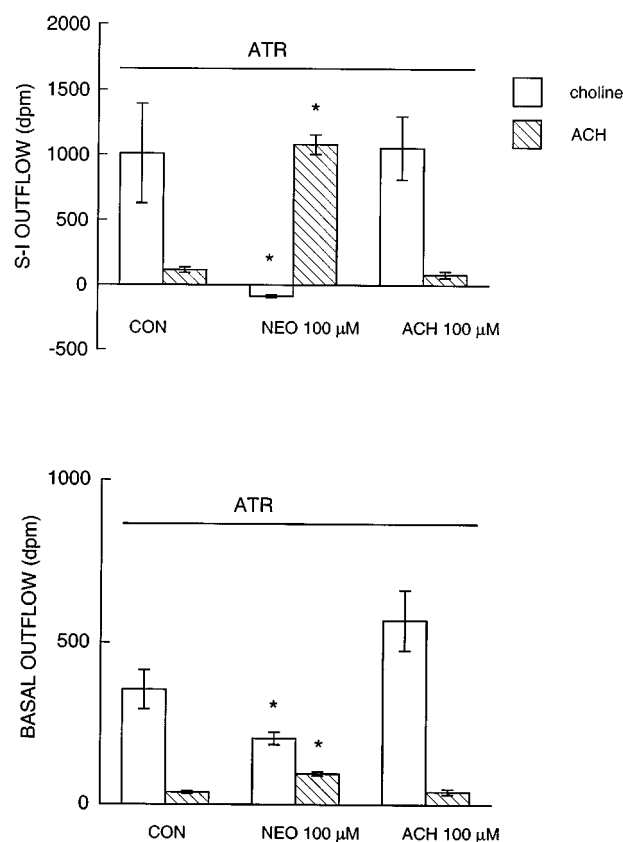 2000
ATR
1500
1000
500
0
-500
S-I OUTFLOW (dpm)
*
*
choline
ACH
CON
NEO 100 µM
ACH 100 µM
1000
ATR
500
0
BASAL OUTFLOW (dpm)
*
*
CON
NEO 100 µM
ACH 100 µM